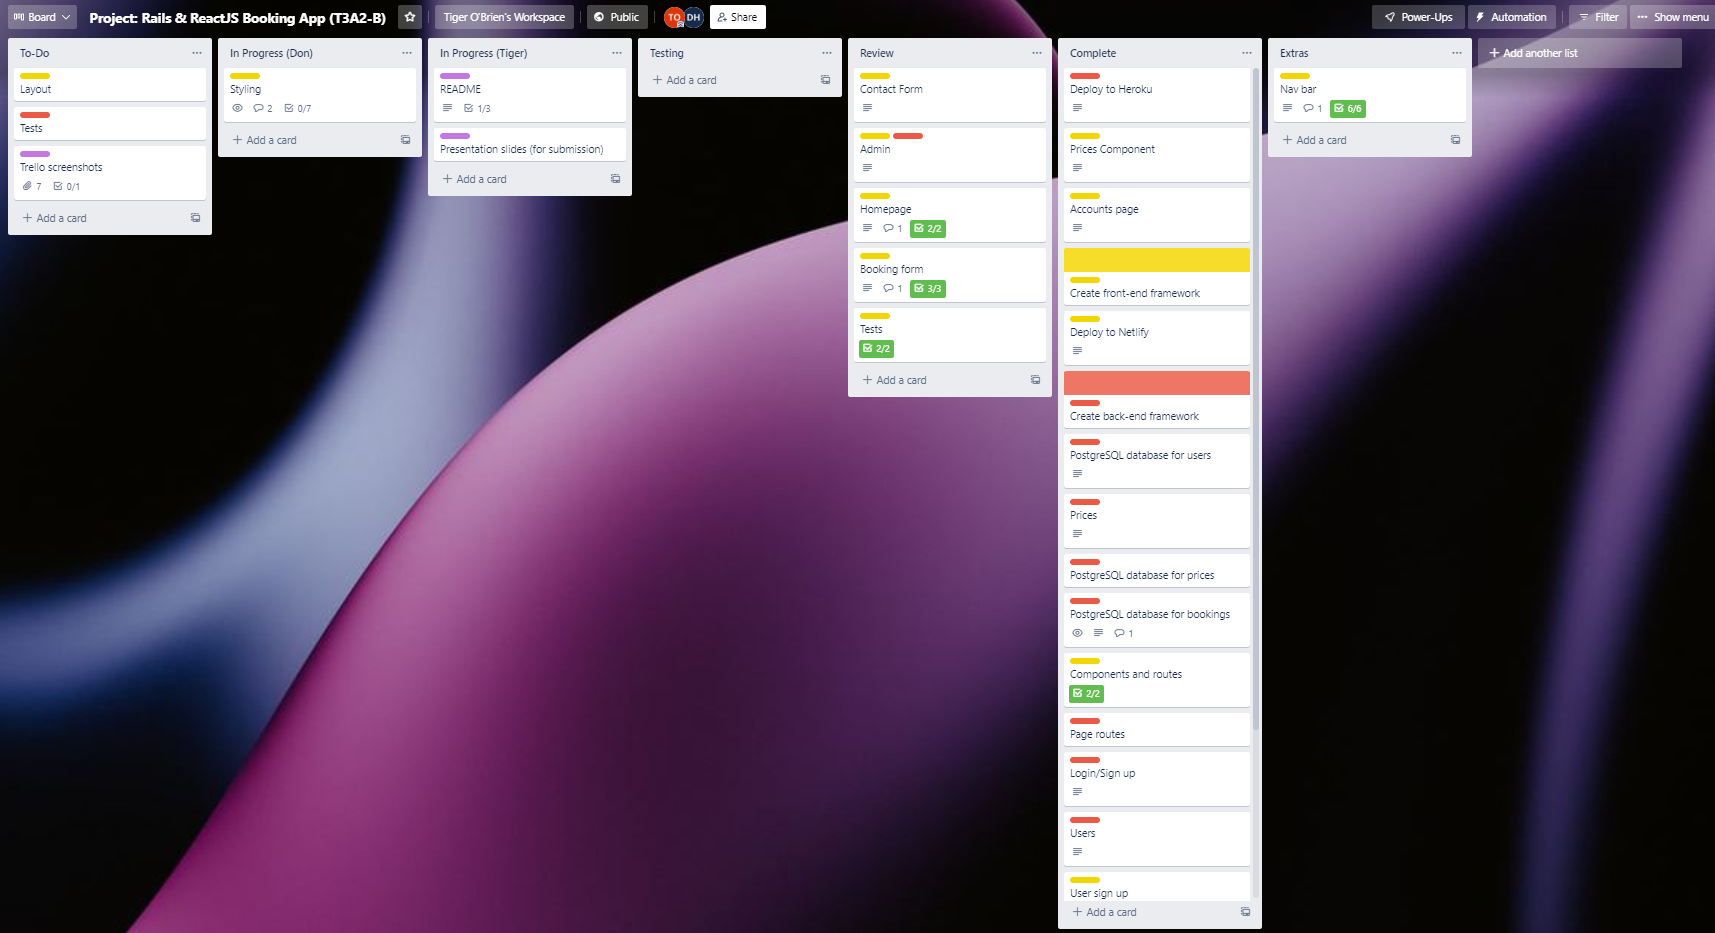 Board
Project: Rails & ReactJS Booking App (T3A2-B)
Tiger O'Brien's Workspace
Public
TO
DH
Share
Power-Ups
Automation
Filter
Show menu
To-Do
Layout
Tests
Trello screenshots
7 0/1
+ Add a card
In Progress (Don)
Styling
2 0/7
+ Add a card
In Progress (Tiger)
README
1/3
Presentation slides (for submission)
+ Add a card
Testing
+ Add a card
Review
Contact Form
Admin
Homepage
1 2/2
Booking form
1 3/3
Tests
2/2
+ Add a card
Complete
Deploy to Heroku
Prices Component
Accounts page
Create front-end framework
Deploy to Netlify
Create back-end framework
PostgreSQL database for users
Prices
PostgreSQL database for prices
PostgreSQL database for bookings
1
Components and routes
2/2
Page routes
Login/Sign up
Users
User sign up
+ Add a card
Extras
Nav bar
1 6/6
+ Add a card
+ Add another list